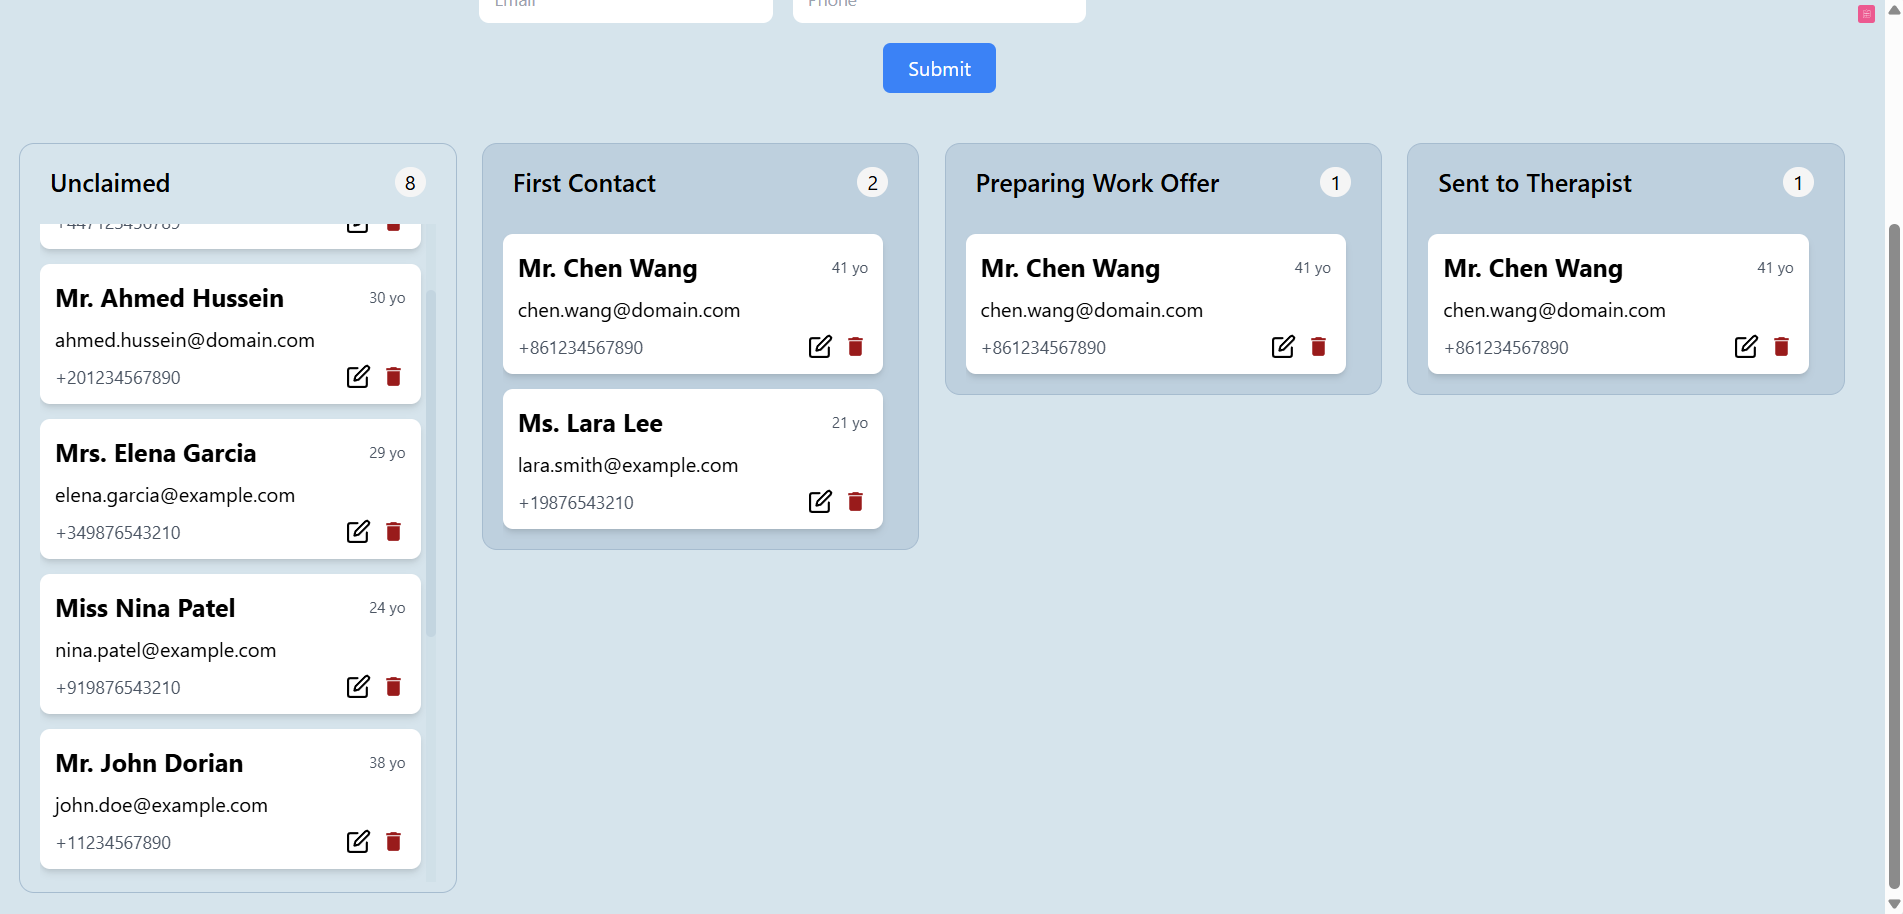 Email
Phone
Submit
Unclaimed
8
+447123456789
Mr. Ahmed Hussein
30 yo
ahmed.hussein@domain.com
+201234567890
Mrs. Elena Garcia
29 yo
elena.garcia@example.com
+349876543210
Miss Nina Patel
24 yo
nina.patel@example.com
+919876543210
Mr. John Dorian
38 yo
john.doe@example.com
+11234567890
First Contact
2
Mr. Chen Wang
41 yo
chen.wang@domain.com
+861234567890
Ms. Lara Lee
21 yo
lara.smith@example.com
+19876543210
Preparing Work Offer
1
Mr. Chen Wang
41 yo
chen.wang@domain.com
+861234567890
Sent to Therapist
1
Mr. Chen Wang
41 yo
chen.wang@domain.com
+861234567890